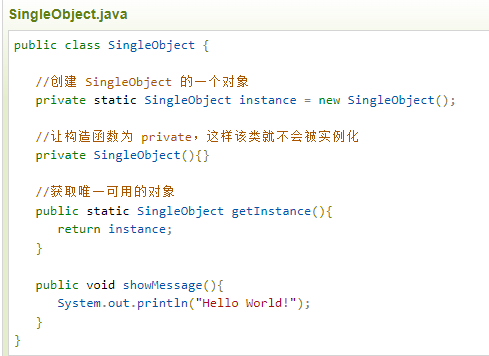 SingleObject.java
public class SingleObject {
//创建 SingleObject 的一个对象
private static SingleObject instance = new SingleObject();
//让构造函数为 private，这样该类就不会被实例化
private SingleObject(){}
//获取唯一可用的对象
public static SingleObject getInstance(){
return instance;
}
public void showMessage(){
System.out.println("Hello World!");
}
}